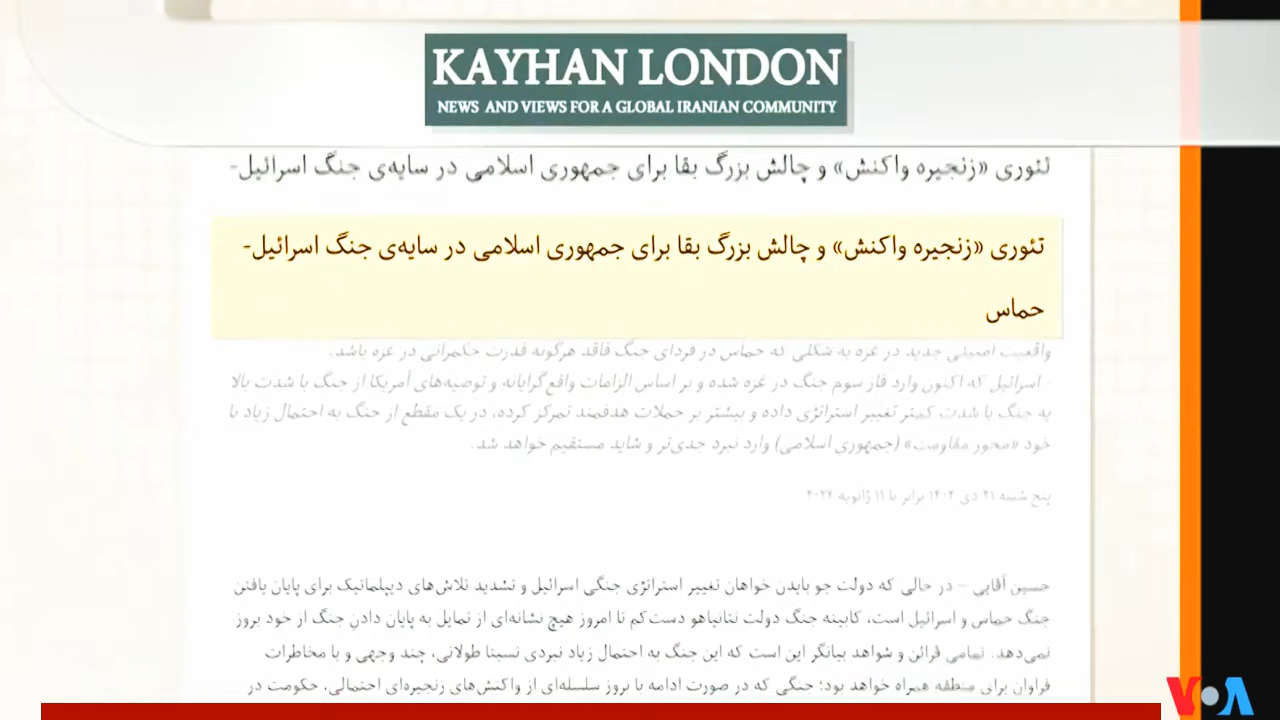 KAYHAN LONDON
NEWS AND VIEWS FOR A GLOBAL IRANIAN COMMUNITY
تئوری «زنجیره واکنش» و چالش بزرگ بقا برای جمهوری اسلامی در سایه‌ی جنگ اسرائیل-
تئوری «زنجیره واکنش» و چالش بزرگ بقا برای جمهوری اسلامی در سایه‌ی جنگ اسرائیل-
حماس
واقعیت امنیتی جدید در غزه به شکلی که حماس در فردای جنگ فاقد هرگونه قدرت حکمرانی در غزه باشد.
- اسرائیل که اکنون وارد فاز سوم جنگ در غزه شده و بر اساس الزامات واقع‌گرایانه و توصیه‌های آمریکا از جنگ با شدت بالا
به جنگ با شدت کمتر تغییر استراتژی داده و بیشتر بر حملات هدفمند تمرکز کرده، در یک مقطع از جنگ به احتمال زیاد با
خود «محور مقاومت» (جمهوری اسلامی) وارد نبرد جدی‌تر و شاید مستقیم خواهد شد.
پنج شنبه ۲۱ دی ۱۴۰۲ برابر با ۱۱ ژانویه ۲۰۲۴
حسین آقایی – در حالی که دولت جو بایدن خواهان تغییر استراتژی جنگی اسرائیل و تشدید تلاش‌های دیپلماتیک برای پایان یافتن
جنگ حماس و اسرائیل است، کابینه جنگ دولت نتانیاهو دست‌کم تا امروز هیچ نشانه‌ای از تمایل به پایان دادن جنگ از خود بروز
نمی‌دهد. تمامی قرائن و شواهد بیانگر این است که این جنگ به احتمال زیاد نبردی نسبتا طولانی، چند وجهی و با مخاطرات
فراوان برای منطقه همراه خواهد بود؛ جنگی که در صورت ادامه با بروز سلسله‌ای از واکنش‌های زنجیره‌ای احتمالی، حکومت در
VOA